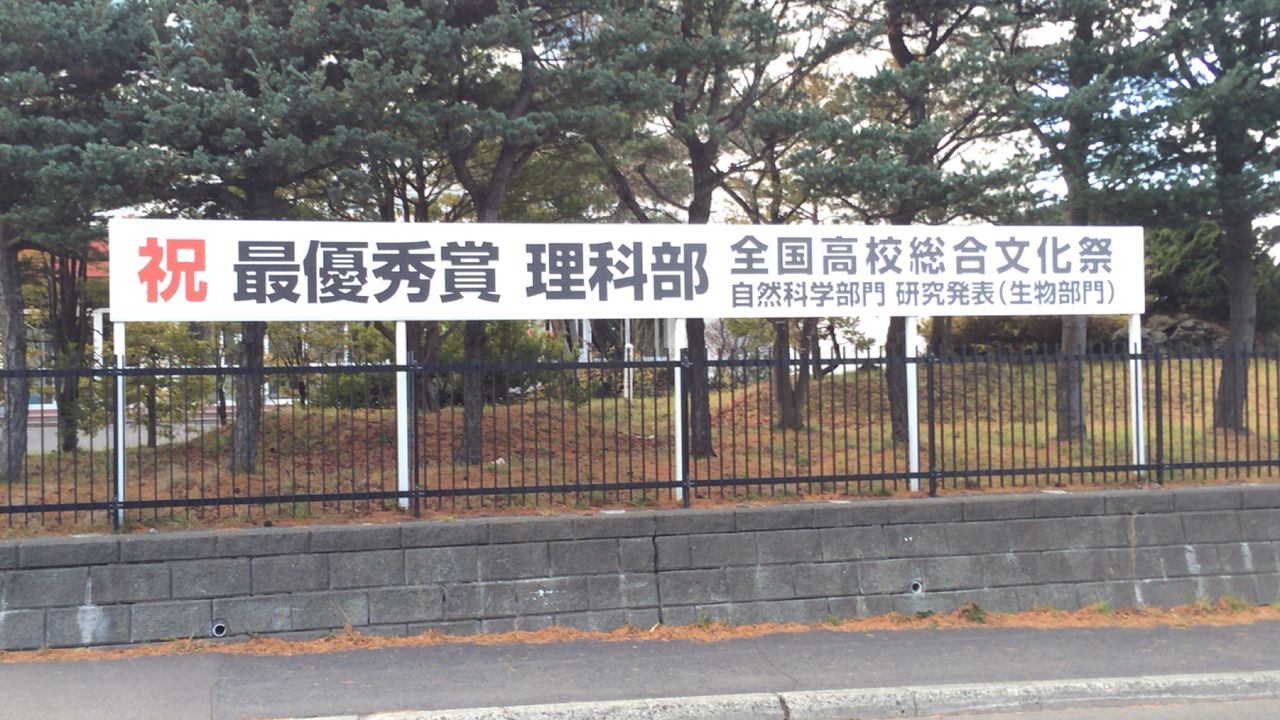 祝 最優秀賞 理科部
全国高校総合文化祭
自然科学部門 研究発表(生物部門)